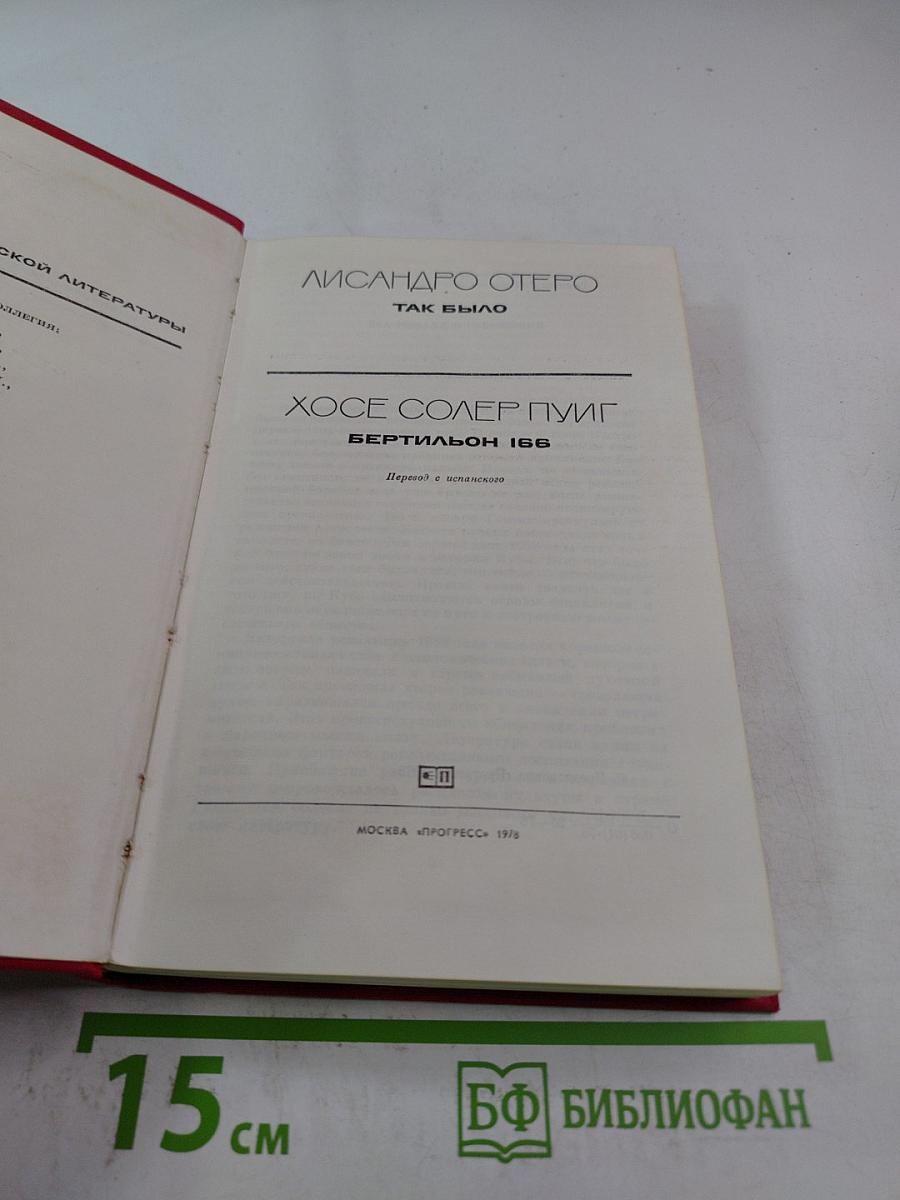 СКОЙ ЛИТЕРАТУРЫ
ОЛЛЕГИЯ:
ЛИСАНДРО ОТЕРО
ТАК БЫЛО
ХОСЕ СОЛЕР ПУИГ
БЕРТИЛЬОН 166
Перевод с испанского
П
МОСКВА «ПРОГРЕСС» 1978
15 см
БФ БИБЛИОФАН